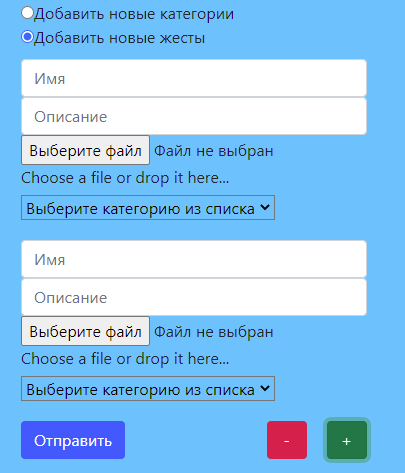 Добавить новые категории
Добавить новые жесты
Имя
Описание
Выберите файл Файл не выбран
Choose a file or drop it here...
Выберите категорию из списка
Имя
Описание
Выберите файл Файл не выбран
Choose a file or drop it here...
Выберите категорию из списка
Отправить - +